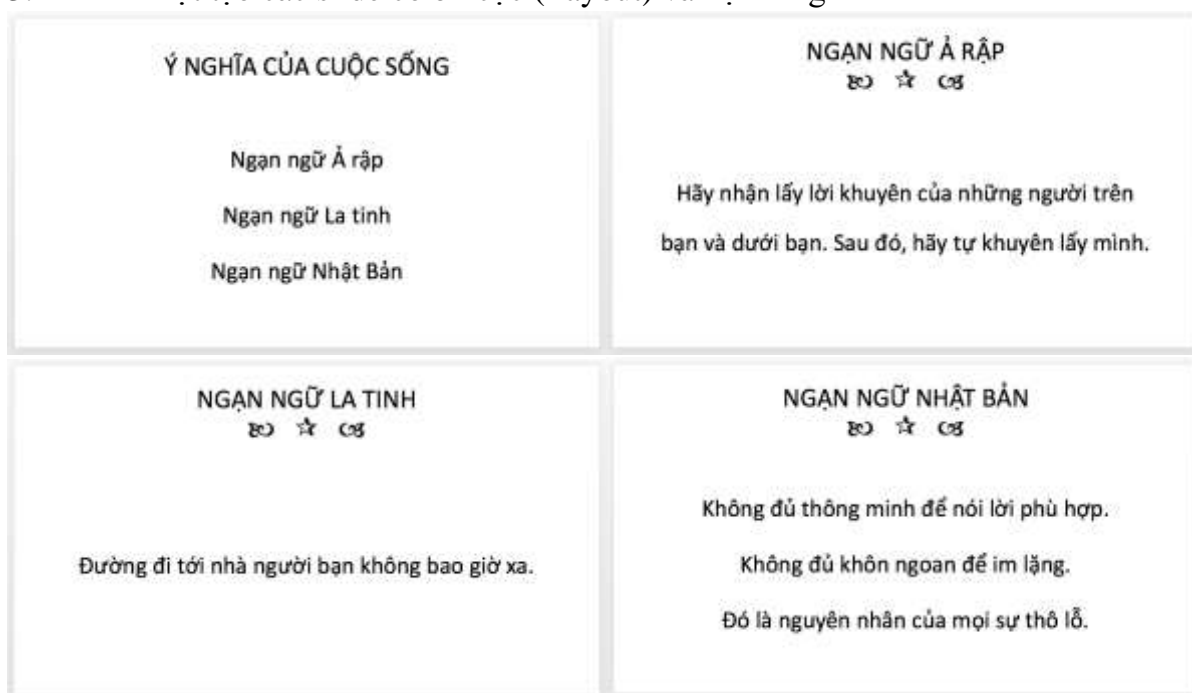 Ý NGHĨA CỦA CUỘC SỐNG
Ngạn ngữ Ả rập
Ngạn ngữ La tinh
Ngạn ngữ Nhật Bản
NGẠN NGỮ Ả RẬP
Hãy nhận lấy lời khuyên của những người trên
bạn và dưới bạn. Sau đó, hãy tự khuyên lấy mình.
NGẠN NGỮ LA TINH
Đường đi tới nhà người bạn không bao giờ xa.
NGẠN NGỮ NHẬT BẢN
Không đủ thông minh để nói lời phù hợp.
Không đủ khôn ngoan để im lặng.
Đó là nguyên nhân của mọi sự thô lỗ.